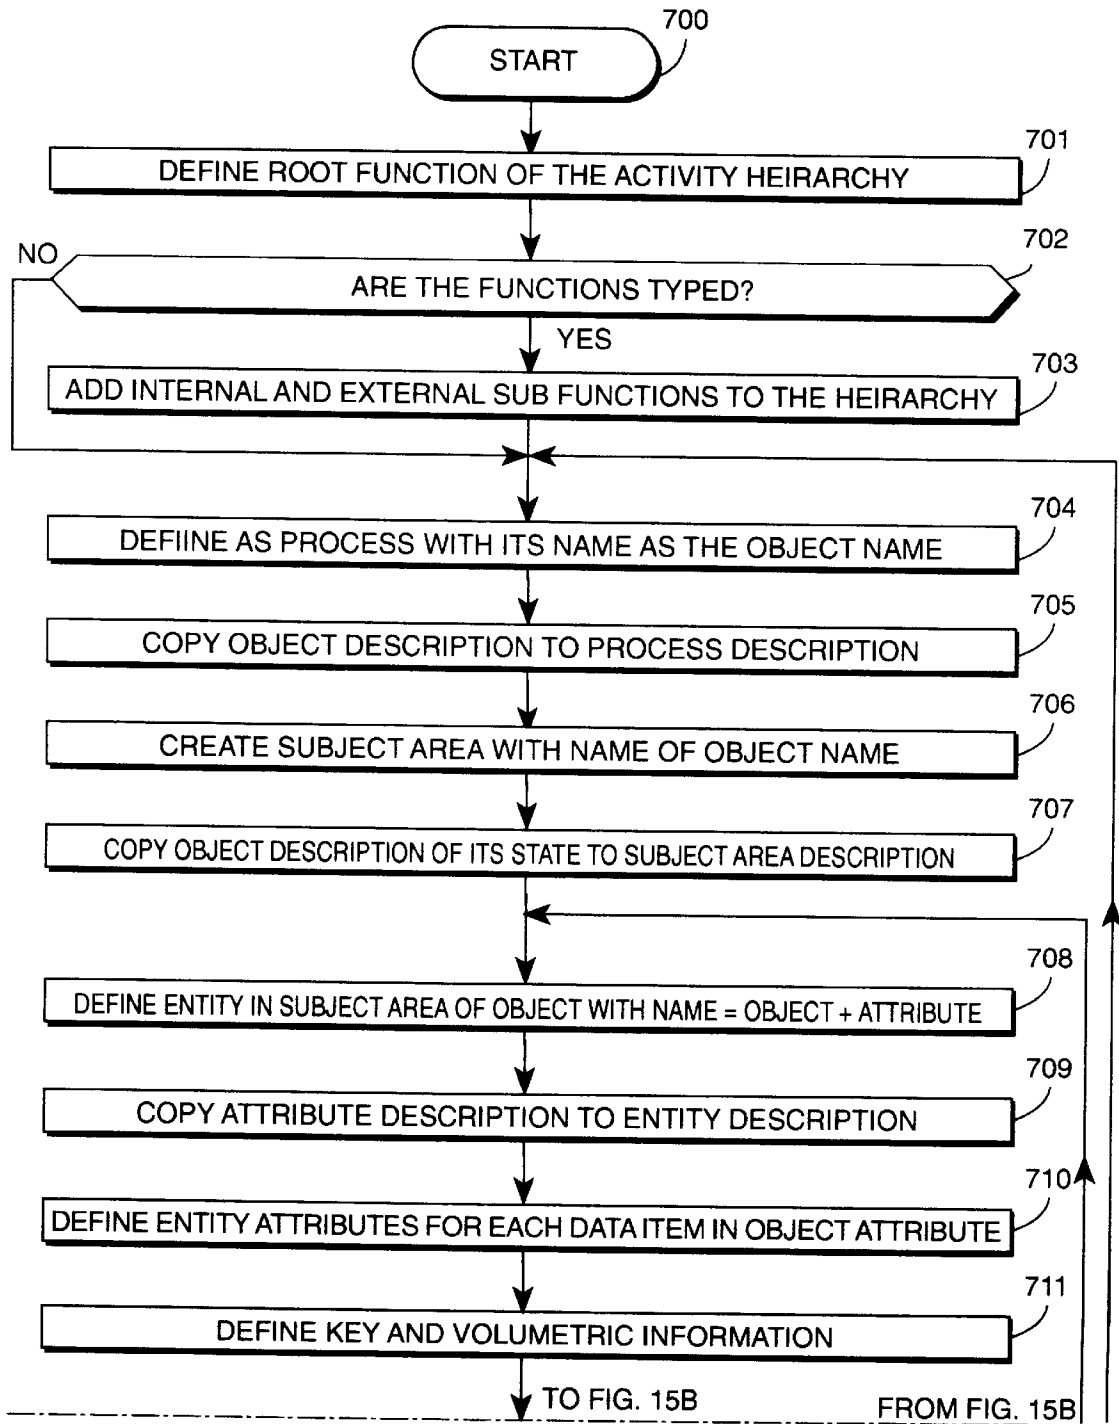 700
START
701
DEFINE ROOT FUNCTION OF THE ACTIVITY HEIRARCHY
702
NO
ARE THE FUNCTIONS TYPED?
YES
703
ADD INTERNAL AND EXTERNAL SUB FUNCTIONS TO THE HEIRARCHY
704
DEFIINE AS PROCESS WITH ITS NAME AS THE OBJECT NAME
705
COPY OBJECT DESCRIPTION TO PROCESS DESCRIPTION
706
CREATE SUBJECT AREA WITH NAME OF OBJECT NAME
707
COPY OBJECT DESCRIPTION OF ITS STATE TO SUBJECT AREA DESCRIPTION
708
DEFINE ENTITY IN SUBJECT AREA OF OBJECT WITH NAME = OBJECT + ATTRIBUTE
709
COPY ATTRIBUTE DESCRIPTION TO ENTITY DESCRIPTION
710
DEFINE ENTITY ATTRIBUTES FOR EACH DATA ITEM IN OBJECT ATTRIBUTE
711
DEFINE KEY AND VOLUMETRIC INFORMATION
TO FIG. 15B
FROM FIG. 15B